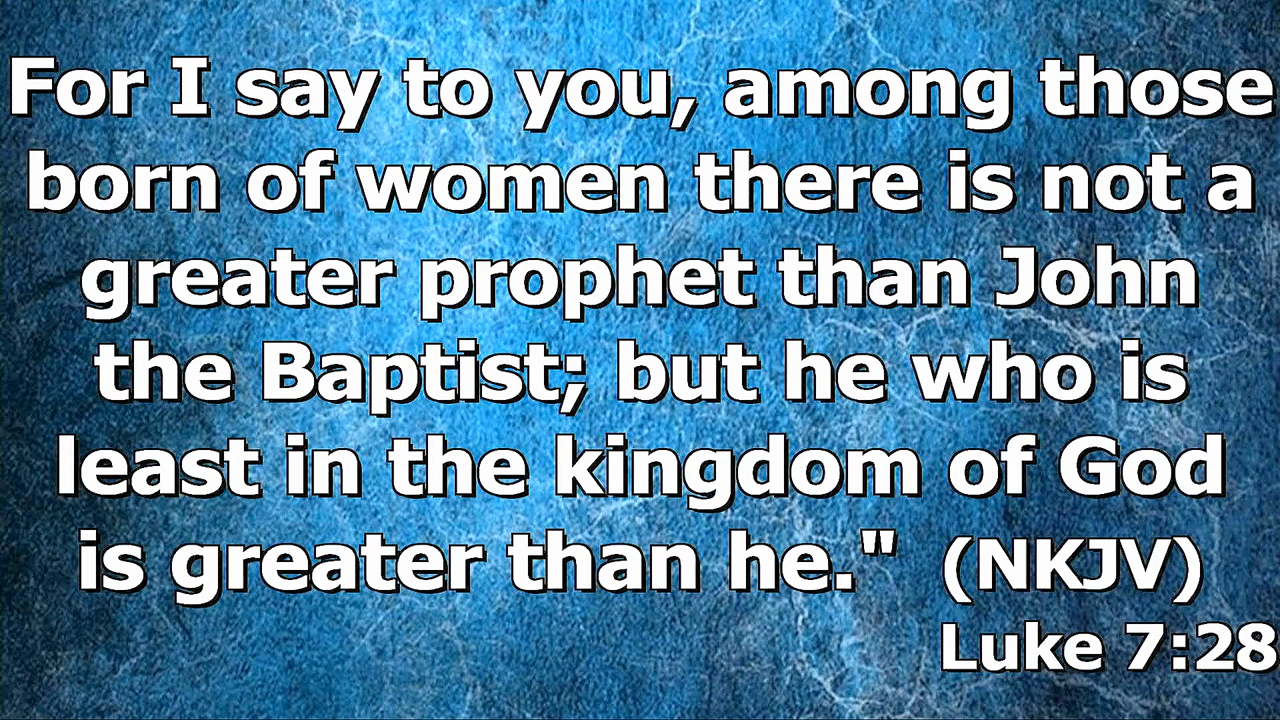 For I say to you, among those
born of women there is not a
greater prophet than John
the Baptist; but he who is
least in the kingdom of God
is greater than he." (NKJV)
Luke 7:28